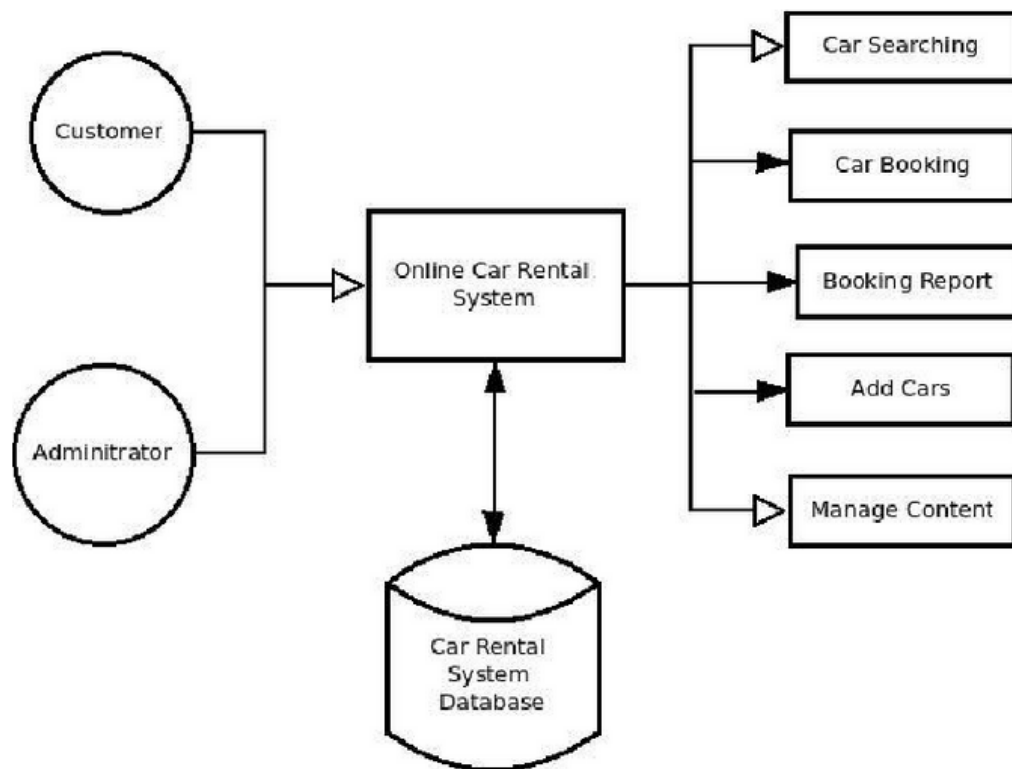 Customer
Adminitrator
Online Car Rental
System
Car Rental
System
Database
Car Searching
Car Booking
Booking Report
Add Cars
Manage Content